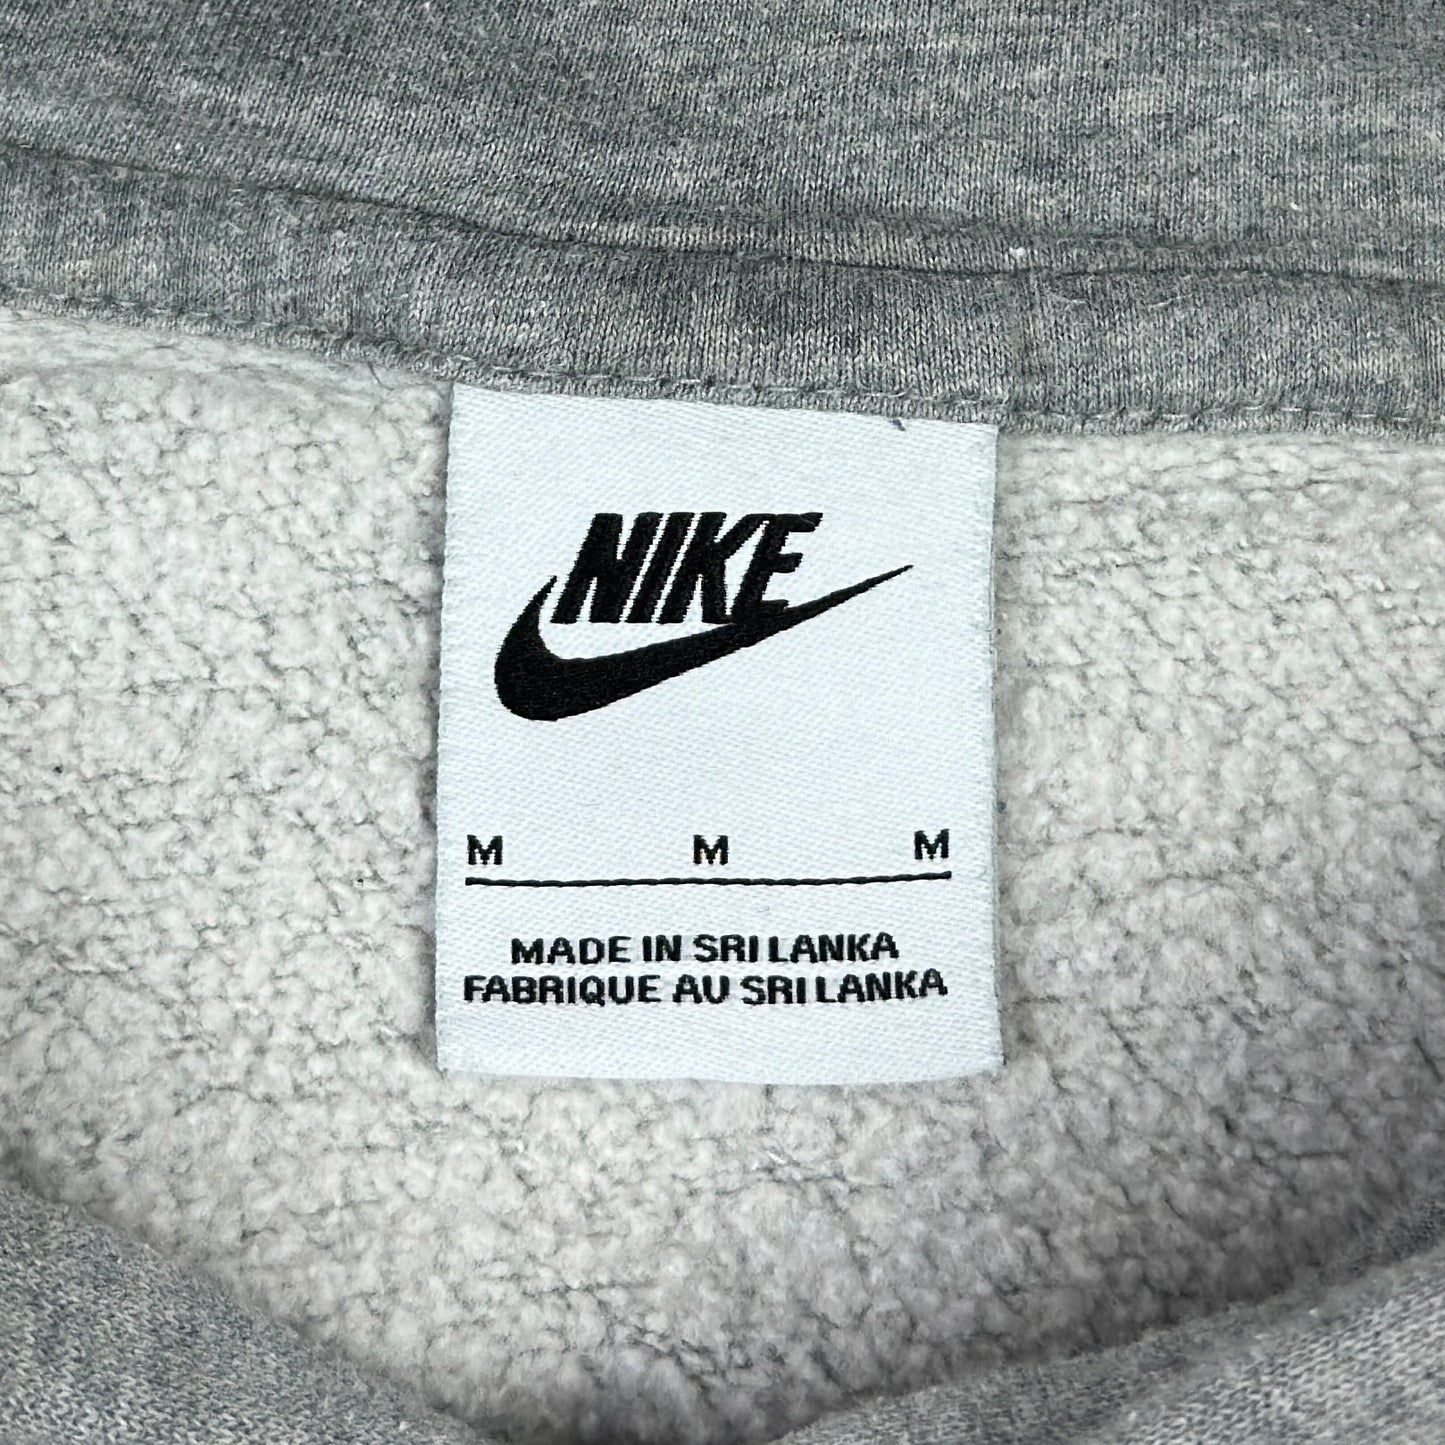 NIKE
M M M
MADE IN SRI LANKA
FABRIQUE AU SRI LANKA